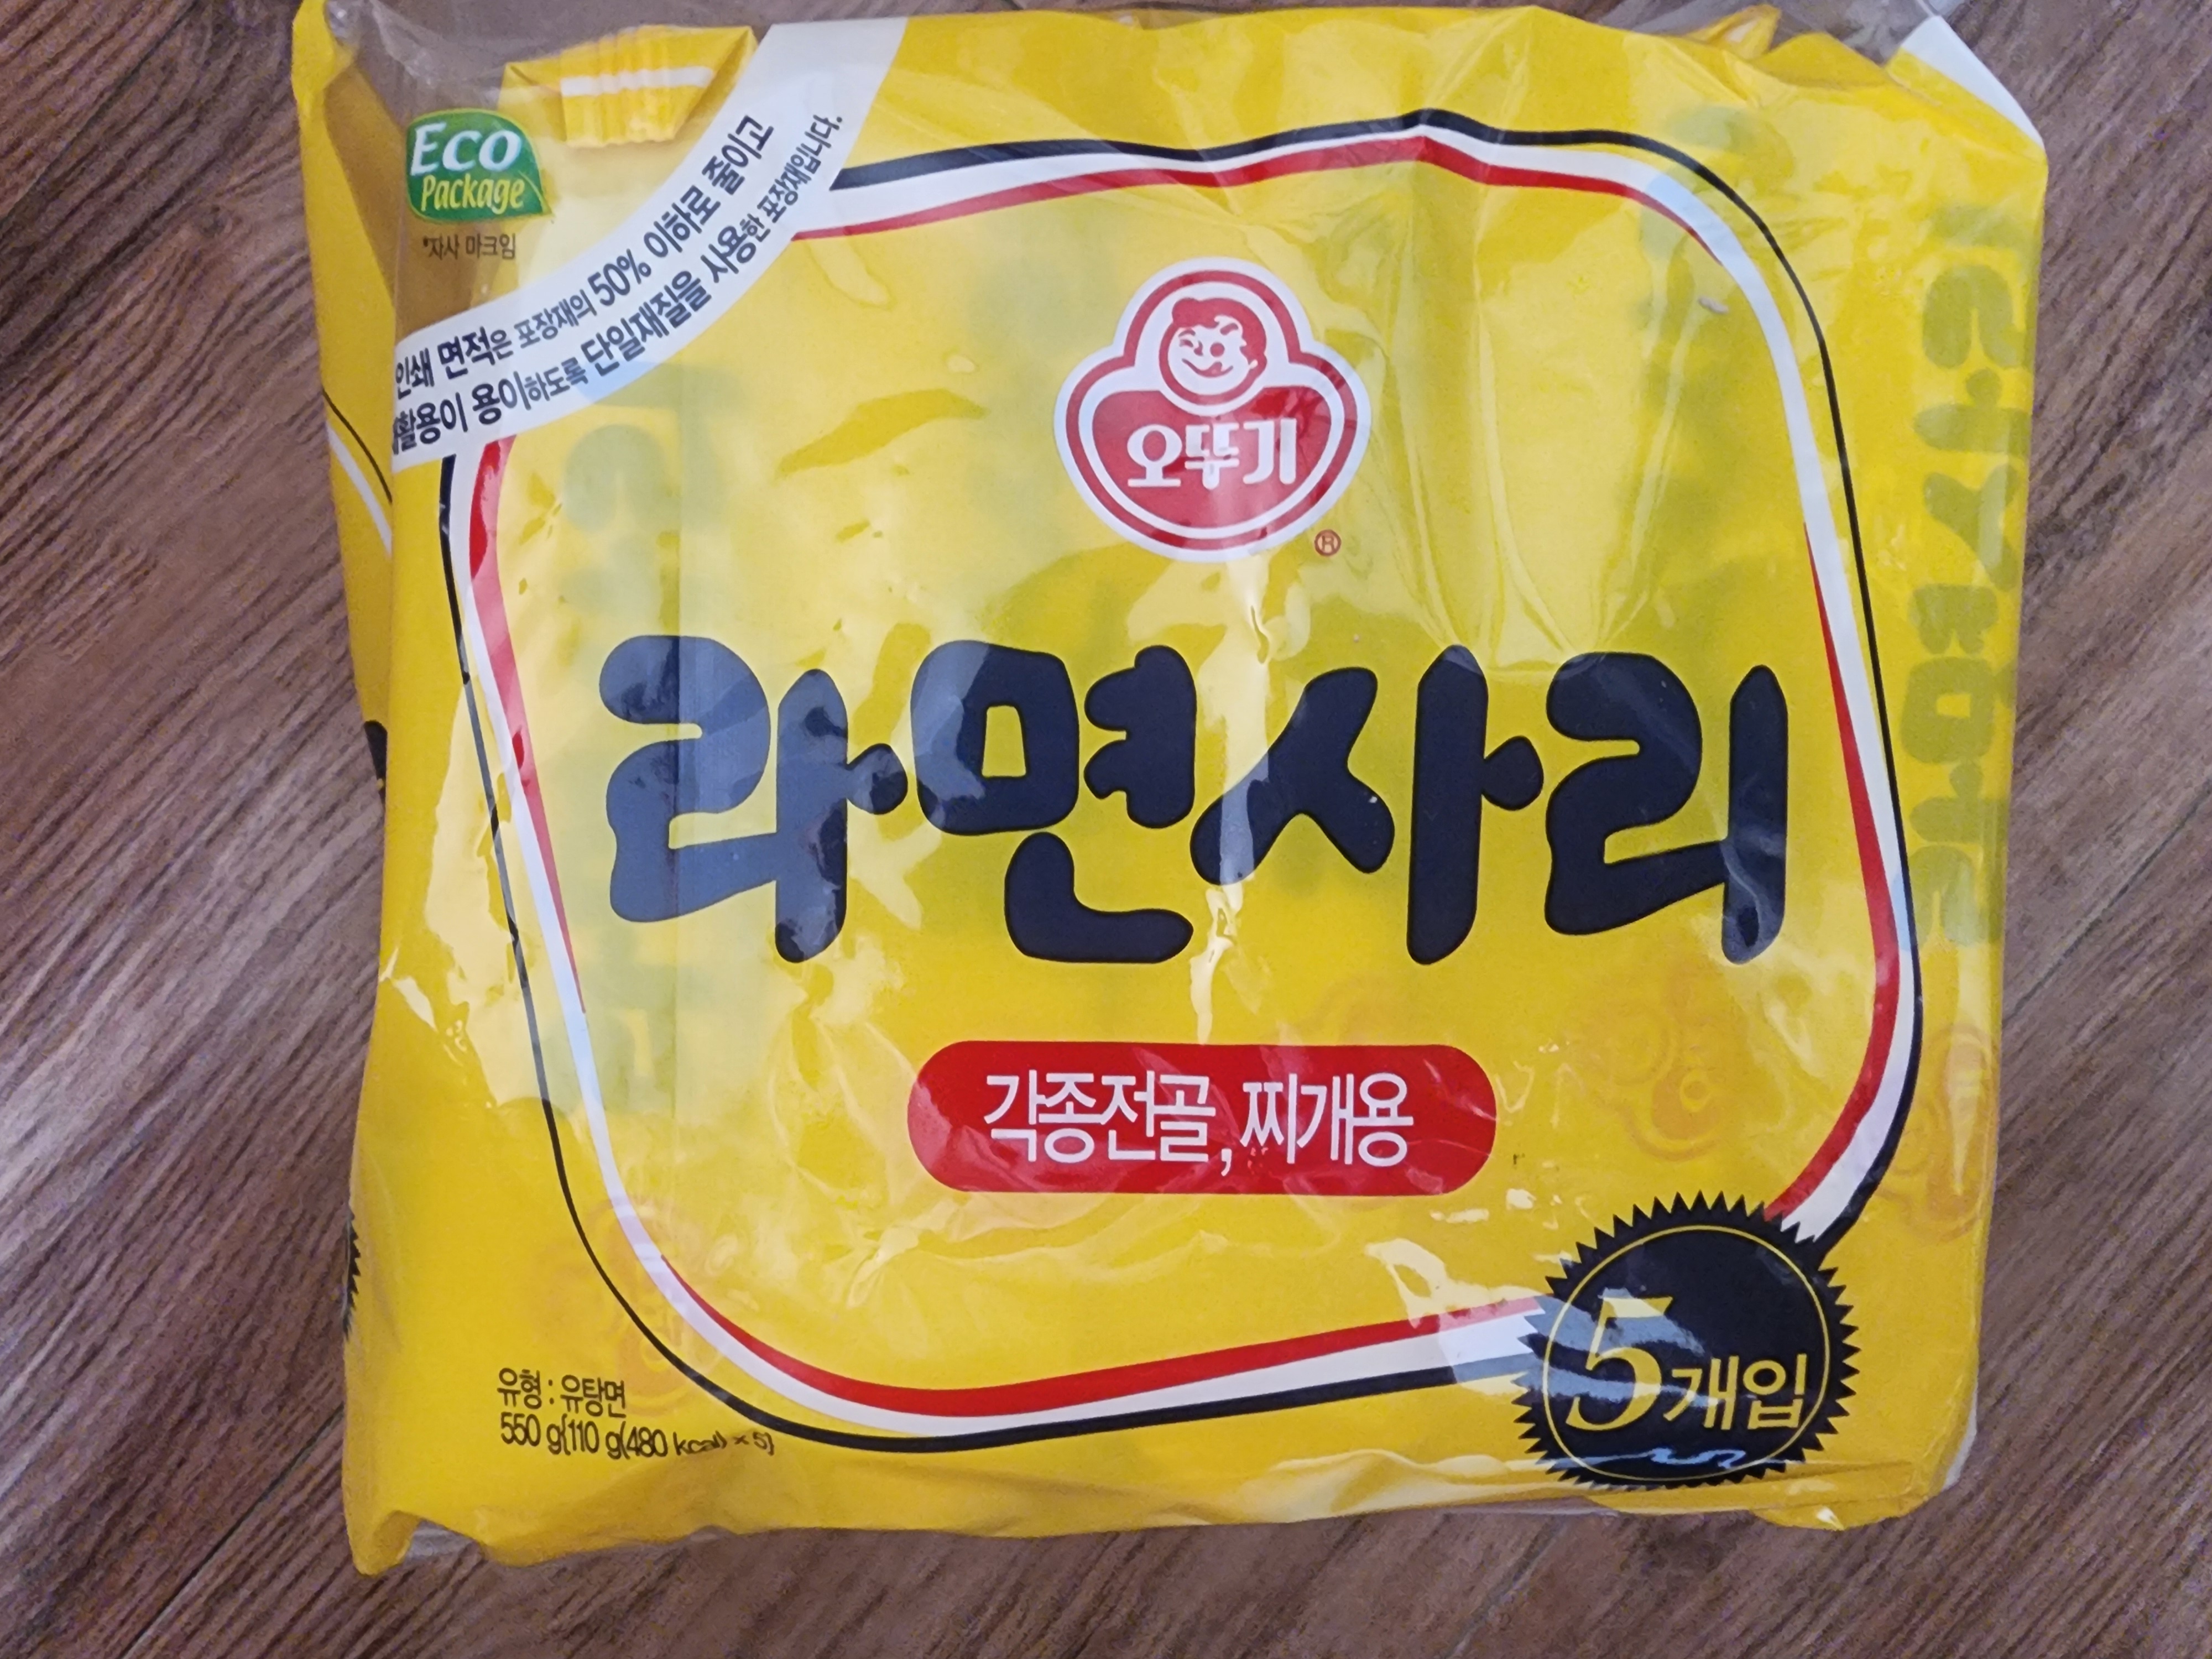 Eco
Package
*자사 마크임
인쇄 면적은 포장재의 50% 이하로 줄이고
활용이 용이하도록 단일재질을 사용한 포장재입니다.
오뚜기
®
라면사리
각종전골, 찌개용
5개입
유형 : 유탕면
550 g{110 g(480 kcal) × 5}